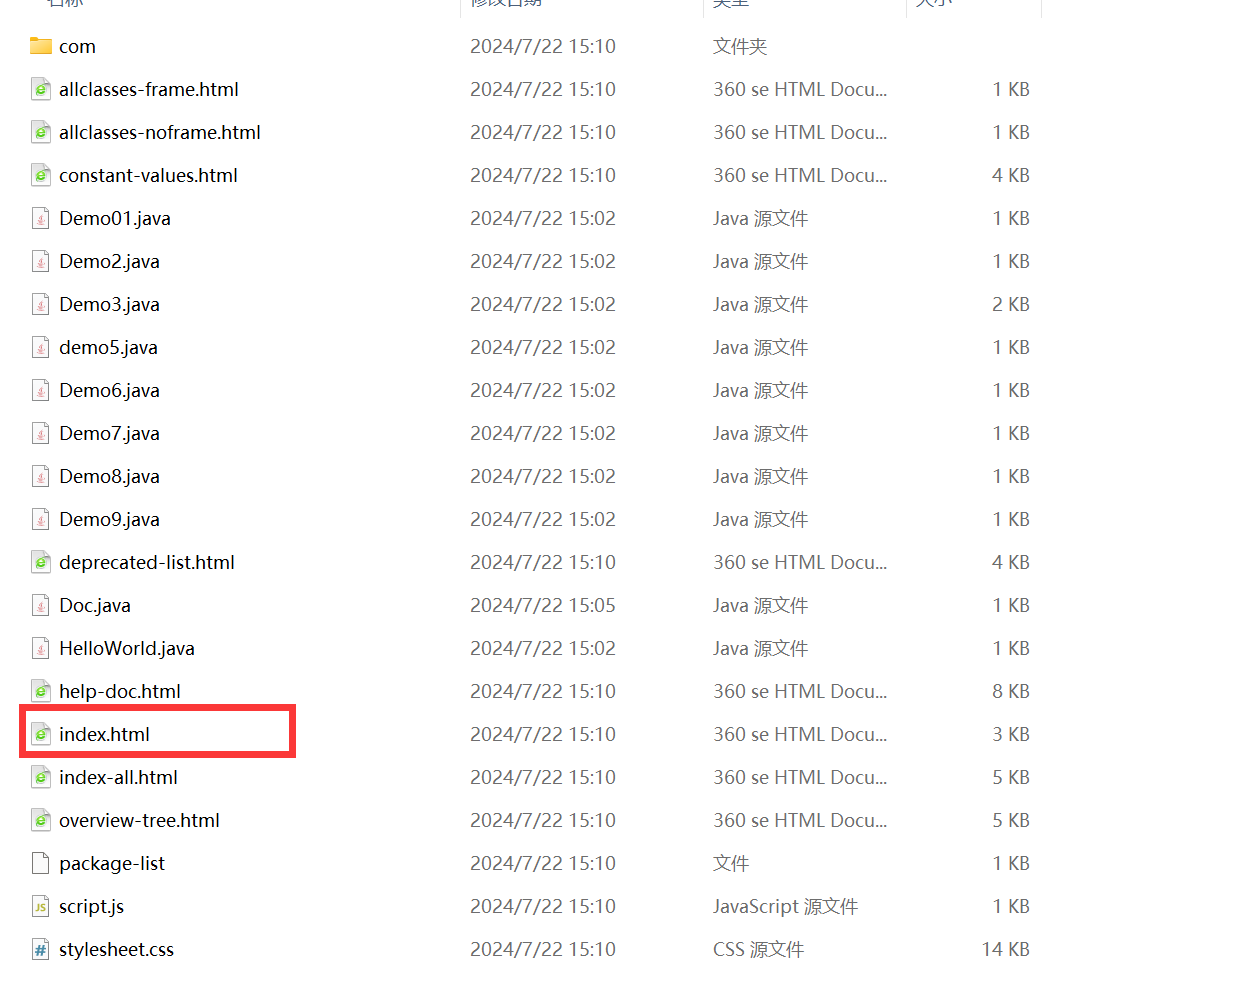 名称 修改日期 类型 大小
com 2024/7/22 15:10 文件夹
allclasses-frame.html 2024/7/22 15:10 360 se HTML Docu... 1 KB
allclasses-noframe.html 2024/7/22 15:10 360 se HTML Docu... 1 KB
constant-values.html 2024/7/22 15:10 360 se HTML Docu... 4 KB
Demo01.java 2024/7/22 15:02 Java 源文件 1 KB
Demo2.java 2024/7/22 15:02 Java 源文件 1 KB
Demo3.java 2024/7/22 15:02 Java 源文件 2 KB
demo5.java 2024/7/22 15:02 Java 源文件 1 KB
Demo6.java 2024/7/22 15:02 Java 源文件 1 KB
Demo7.java 2024/7/22 15:02 Java 源文件 1 KB
Demo8.java 2024/7/22 15:02 Java 源文件 1 KB
Demo9.java 2024/7/22 15:02 Java 源文件 1 KB
deprecated-list.html 2024/7/22 15:10 360 se HTML Docu... 4 KB
Doc.java 2024/7/22 15:05 Java 源文件 1 KB
HelloWorld.java 2024/7/22 15:02 Java 源文件 1 KB
help-doc.html 2024/7/22 15:10 360 se HTML Docu... 8 KB
index.html 2024/7/22 15:10 360 se HTML Docu... 3 KB
index-all.html 2024/7/22 15:10 360 se HTML Docu... 5 KB
overview-tree.html 2024/7/22 15:10 360 se HTML Docu... 5 KB
package-list 2024/7/22 15:10 文件 1 KB
script.js 2024/7/22 15:10 JavaScript 源文件 1 KB
stylesheet.css 2024/7/22 15:10 CSS 源文件 14 KB